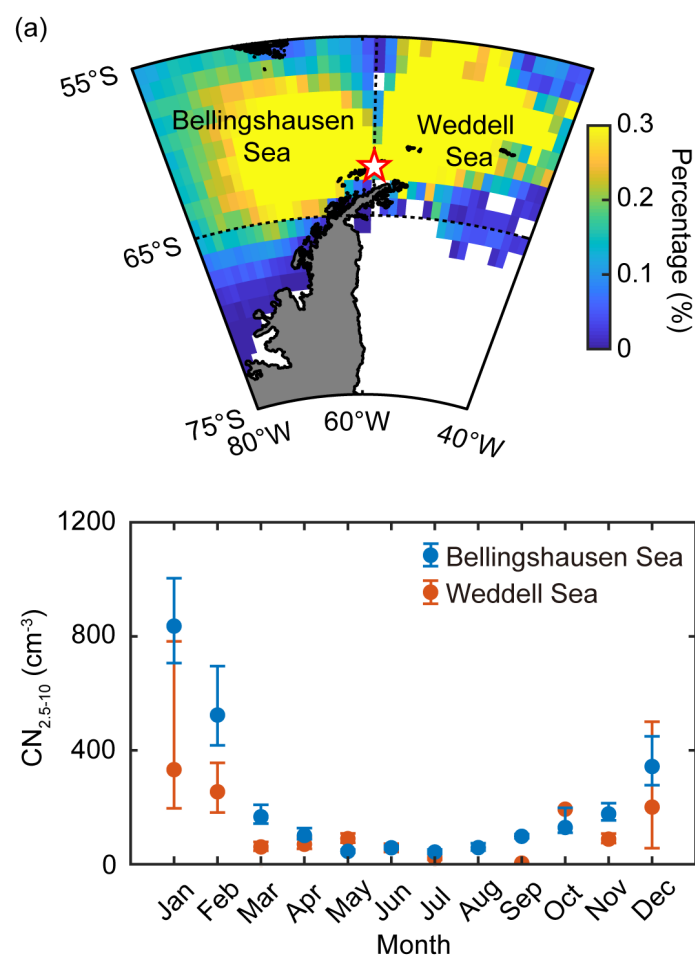 (a)
55°S
Bellingshausen
Sea
Weddell
Sea
65°S
75°S
80°W
60°W
40°W
0.3
0.2
0.1
0
Percentage (%)
1200
800
400
0
CN2.5-10 (cm-3)
Bellingshausen Sea
Weddell Sea
Jan
Feb
Mar
Apr
May
Jun
Jul
Aug
Sep
Oct
Nov
Dec
Month